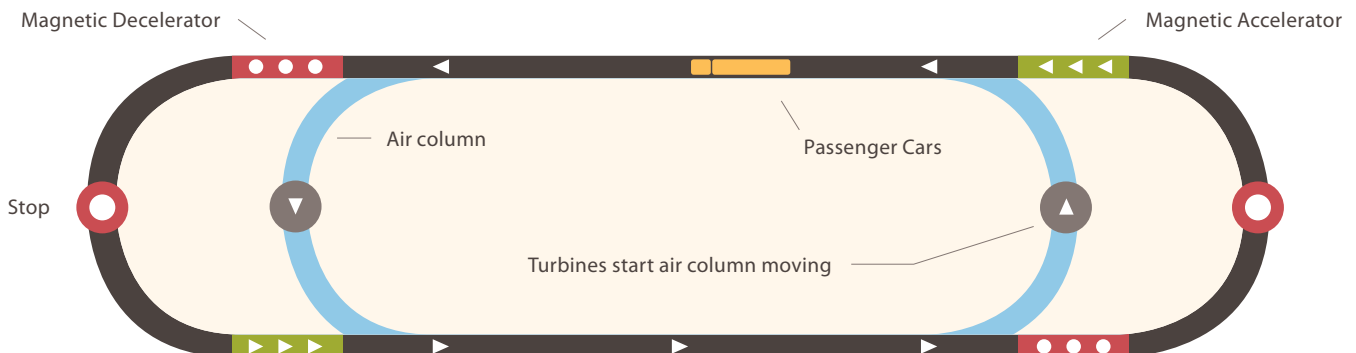 Magnetic Decelerator
Magnetic Accelerator
Air column
Passenger Cars
Stop
Turbines start air column moving